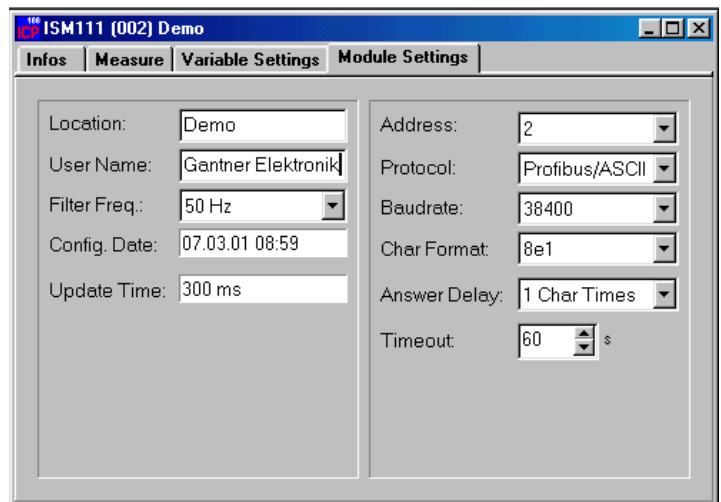 ICP 100 ISM111 (002) Demo
Infos Measure Variable Settings Module Settings
Location: Demo
User Name: Gantner Elektronik
Filter Freq.: 50 Hz
Config. Date: 07.03.01 08:59
Update Time: 300 ms
Address: 2
Protocol: Profibus/ASCII
Baudrate: 38400
Char Format: 8e1
Answer Delay: 1 Char Times
Timeout: 60 s